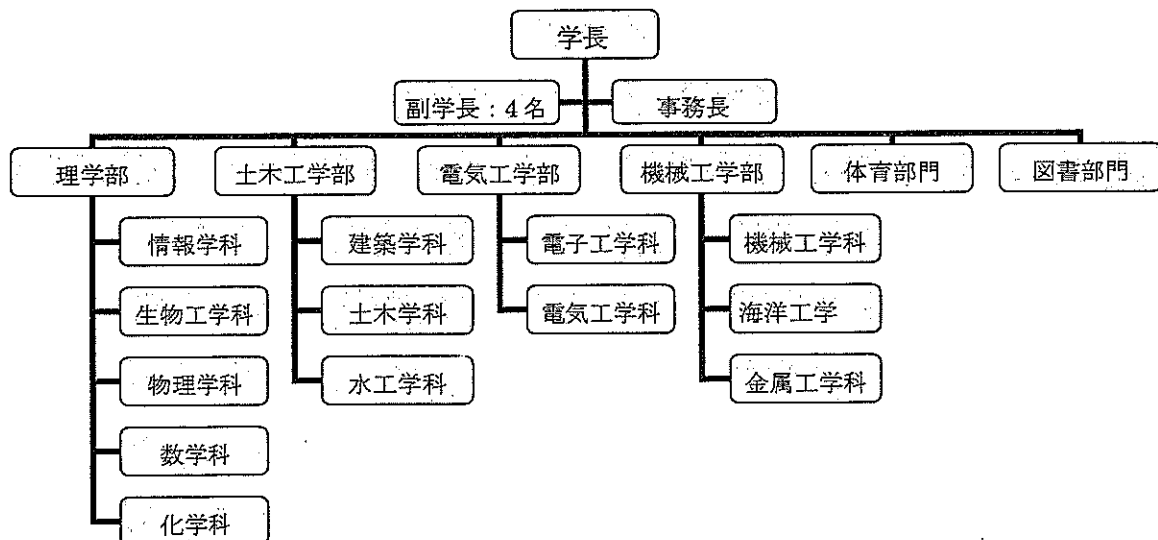 学長
副学長：4名
事務長
理学部
土木工学部
電気工学部
機械工学部
体育部門
図書部門
情報学科
生物工学科
物理学科
数学科
化学科
建築学科
土木学科
水工学科
電子工学科
電気工学科
機械工学科
海洋工学
金属工学科